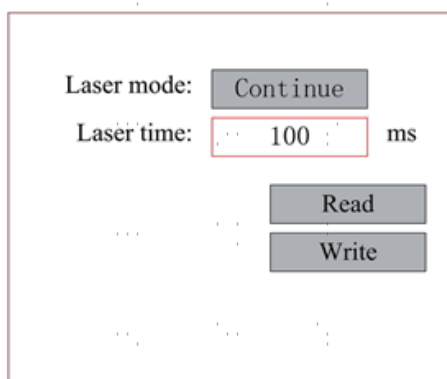 Laser mode: Continue
Laser time: 100 ms
Read
Write